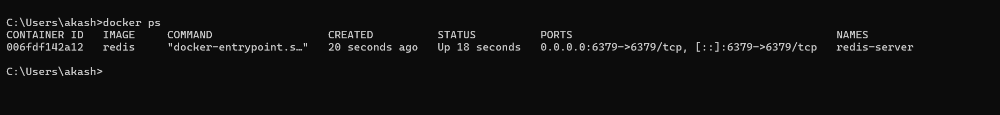 C:\Users\akash>docker ps
CONTAINER ID   IMAGE     COMMAND                  CREATED          STATUS          PORTS                                         NAMES
006fdf142a12   redis     "docker-entrypoint.s…"   20 seconds ago   Up 18 seconds   0.0.0.0:6379->6379/tcp, [::]:6379->6379/tcp   redis-server
C:\Users\akash>